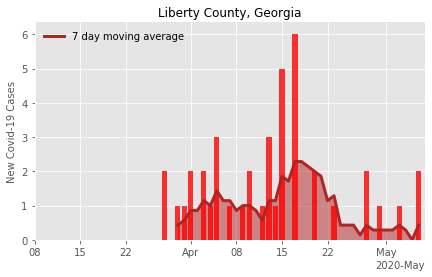 Liberty County, Georgia
7 day moving average
New Covid-19 Cases
6
5
4
3
2
1
0
08 15 22 Apr 08 15 22 May
2020-May